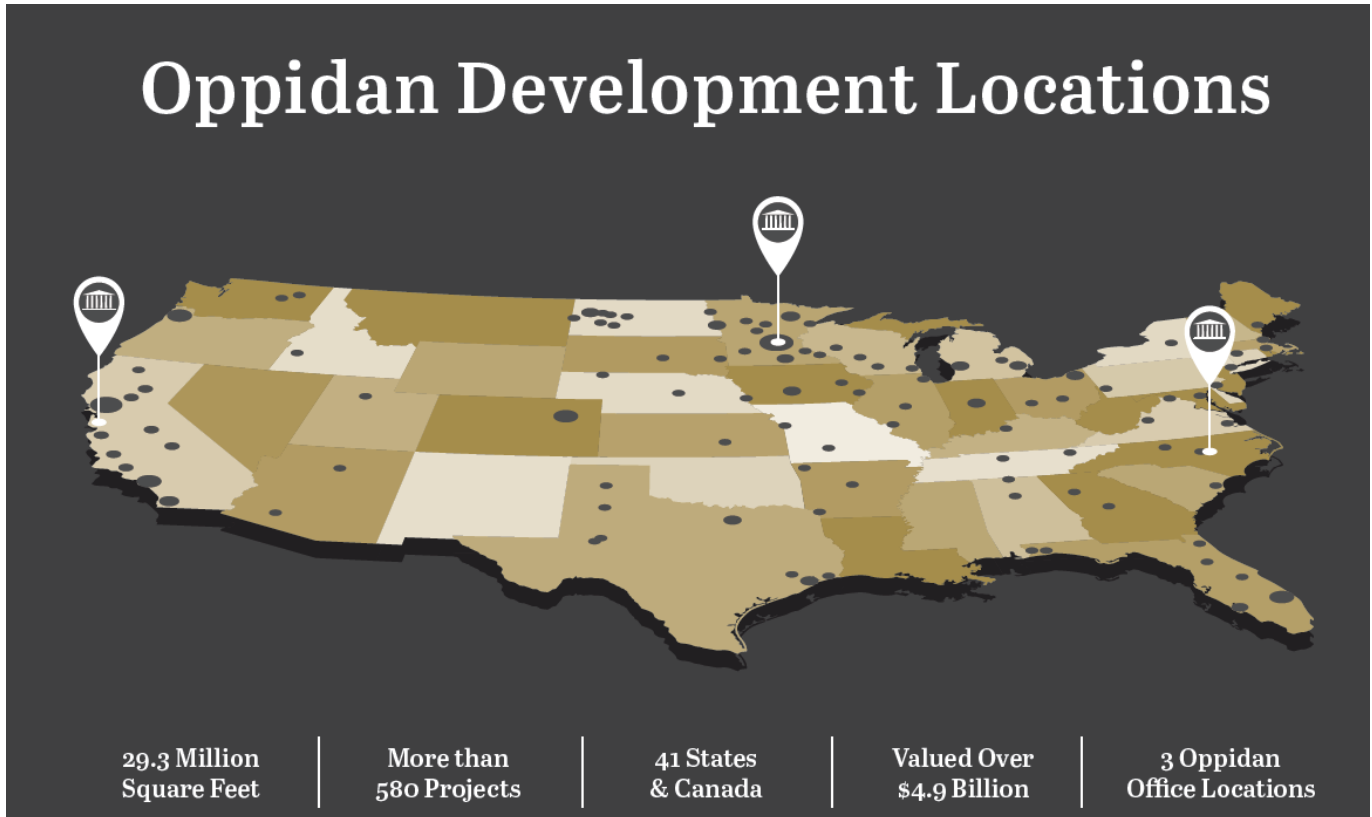 Oppidan Development Locations
29.3 Million
Square Feet
More than
580 Projects
41 States
& Canada
Valued Over
$4.9 Billion
3 Oppidan
Office Locations